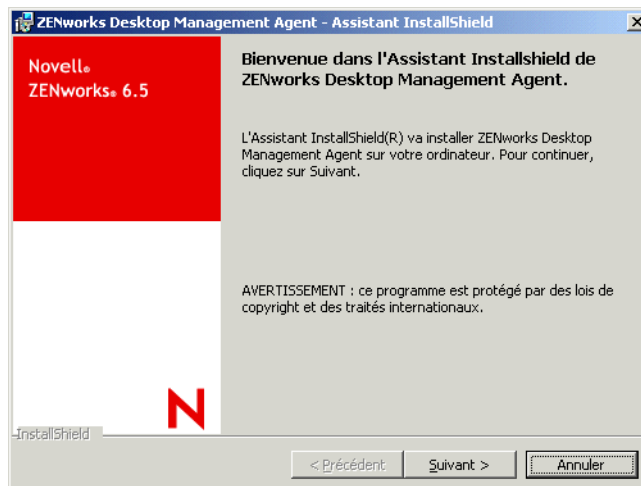 ZENworks Desktop Management Agent - Assistant InstallShield
Novell®
ZENworks® 6.5
Bienvenue dans l'Assistant Installshield de
ZENworks Desktop Management Agent.
L'Assistant InstallShield(R) va installer ZENworks Desktop
Management Agent sur votre ordinateur. Pour continuer,
cliquez sur Suivant.
AVERTISSEMENT : ce programme est protégé par des lois de
copyright et des traités internationaux.
N
InstallShield
< Précédent
Suivant >
Annuler